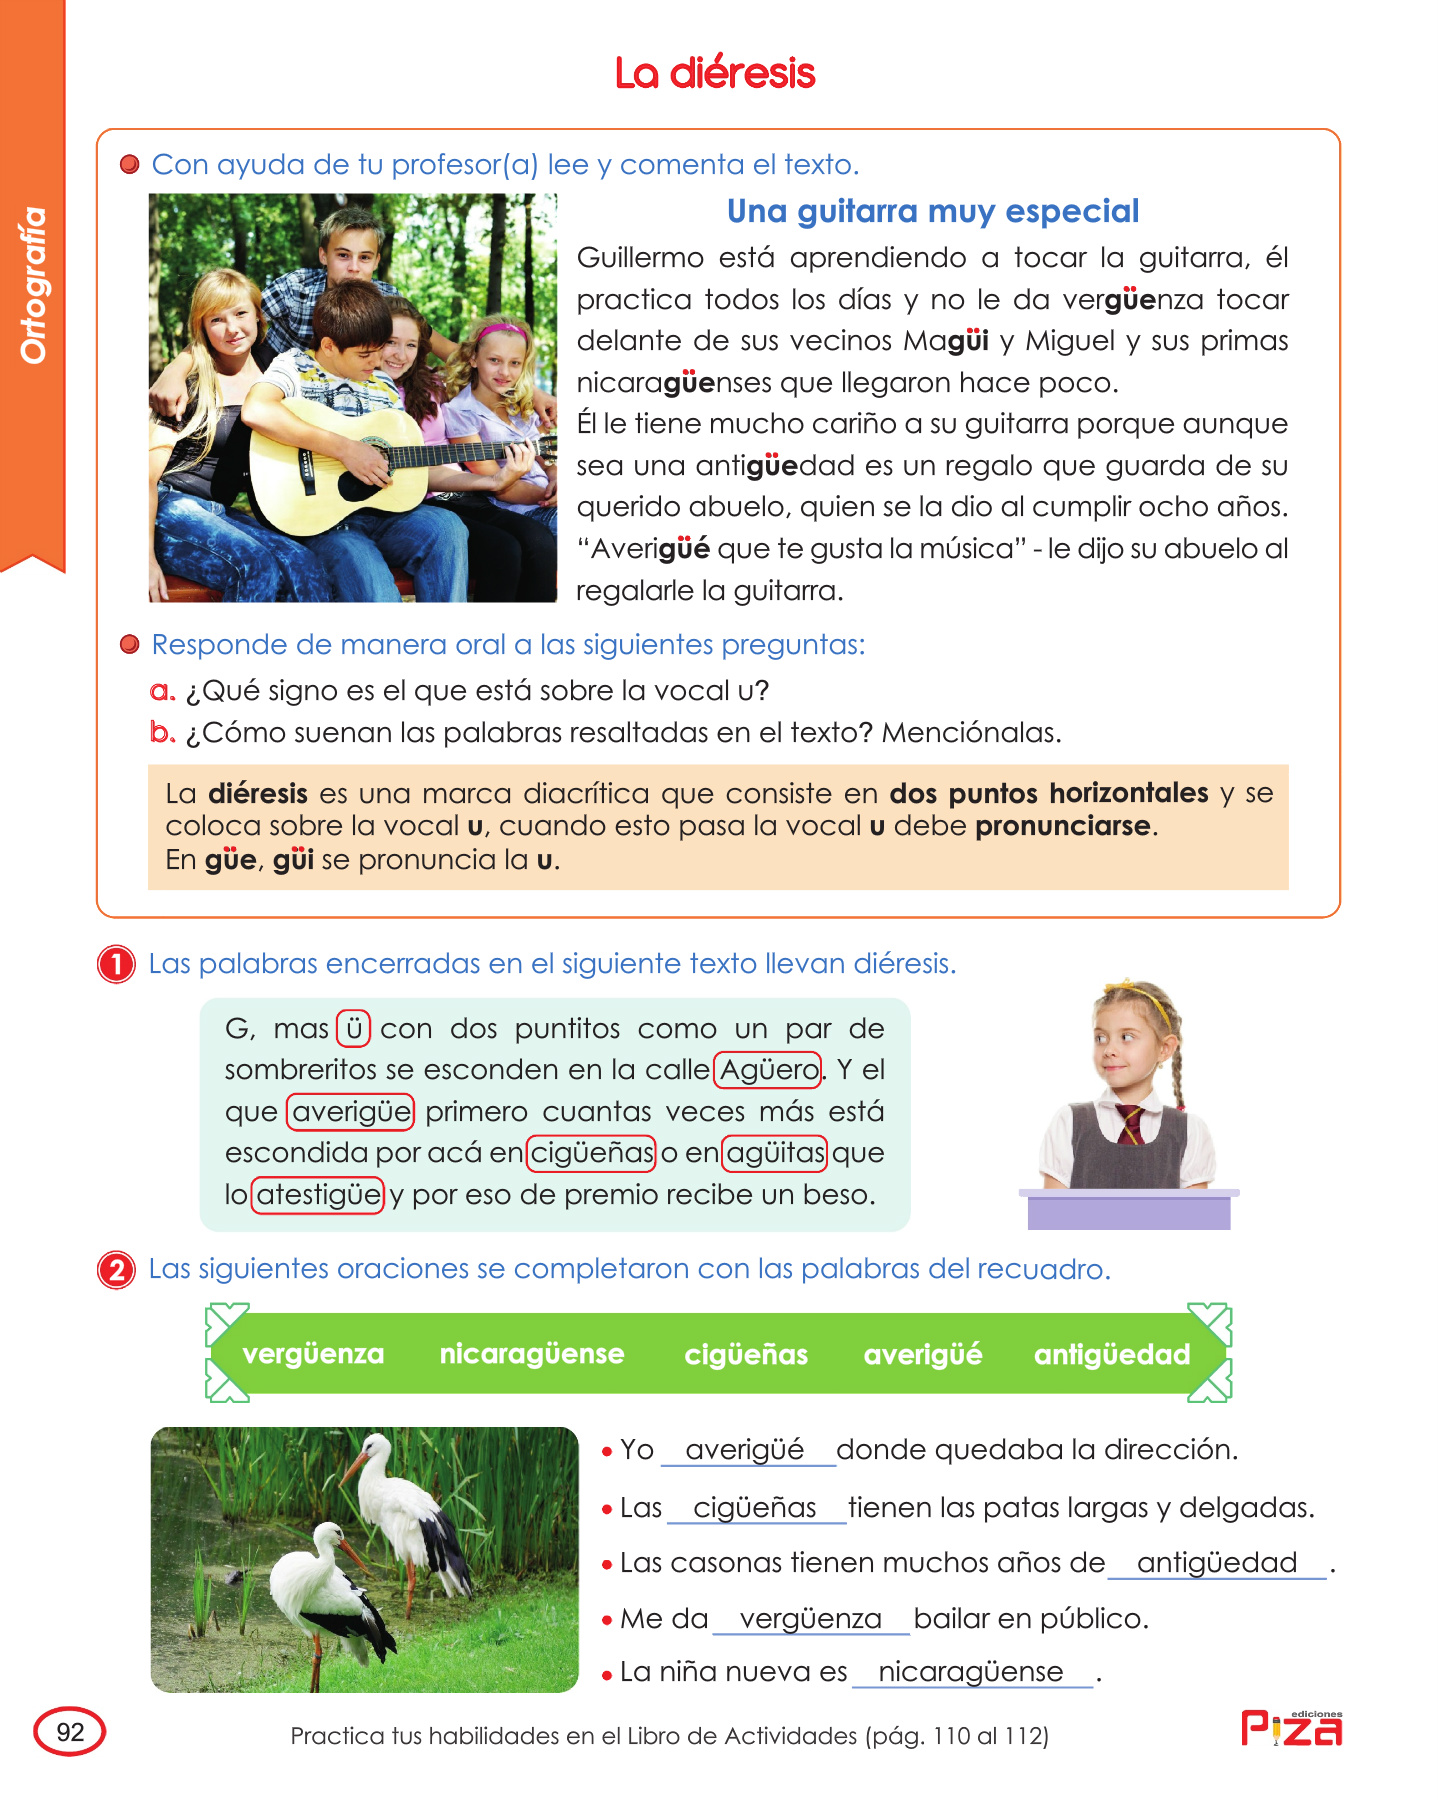 La diéresis
Ortografía
Con ayuda de tu profesor(a) lee y comenta el texto.
Una guitarra muy especial
Guillermo está aprendiendo a tocar la guitarra, él
practica todos los días y no le da vergüenza tocar
delante de sus vecinos Magüi y Miguel y sus primas
nicaragüenses que llegaron hace poco.
Él le tiene mucho cariño a su guitarra porque aunque
sea una antigüedad es un regalo que guarda de su
querido abuelo, quien se la dio al cumplir ocho años.
“Averigüé que te gusta la música” - le dijo su abuelo al
regalarle la guitarra.
Responde de manera oral a las siguientes preguntas:
a. ¿Qué signo es el que está sobre la vocal u?
b. ¿Cómo suenan las palabras resaltadas en el texto? Menciónalas.
La diéresis es una marca diacrítica que consiste en dos puntos horizontales y se
coloca sobre la vocal u, cuando esto pasa la vocal u debe pronunciarse.
En güe, güi se pronuncia la u.
1 Las palabras encerradas en el siguiente texto llevan diéresis.
G, mas ü con dos puntitos como un par de
sombreritos se esconden en la calle Agüero. Y el
que averigüe primero cuantas veces más está
escondida por acá en cigüeñas o en agüitas que
lo atestigüe y por eso de premio recibe un beso.
2 Las siguientes oraciones se completaron con las palabras del recuadro.
vergüenza nicaragüense cigüeñas averigüé antigüedad
• Yo averigüé donde quedaba la dirección.
• Las cigüeñas tienen las patas largas y delgadas.
• Las casonas tienen muchos años de antigüedad.
• Me da vergüenza bailar en público.
• La niña nueva es nicaragüense.
92
Practica tus habilidades en el Libro de Actividades (pág. 110 al 112)
ediciones
Piza